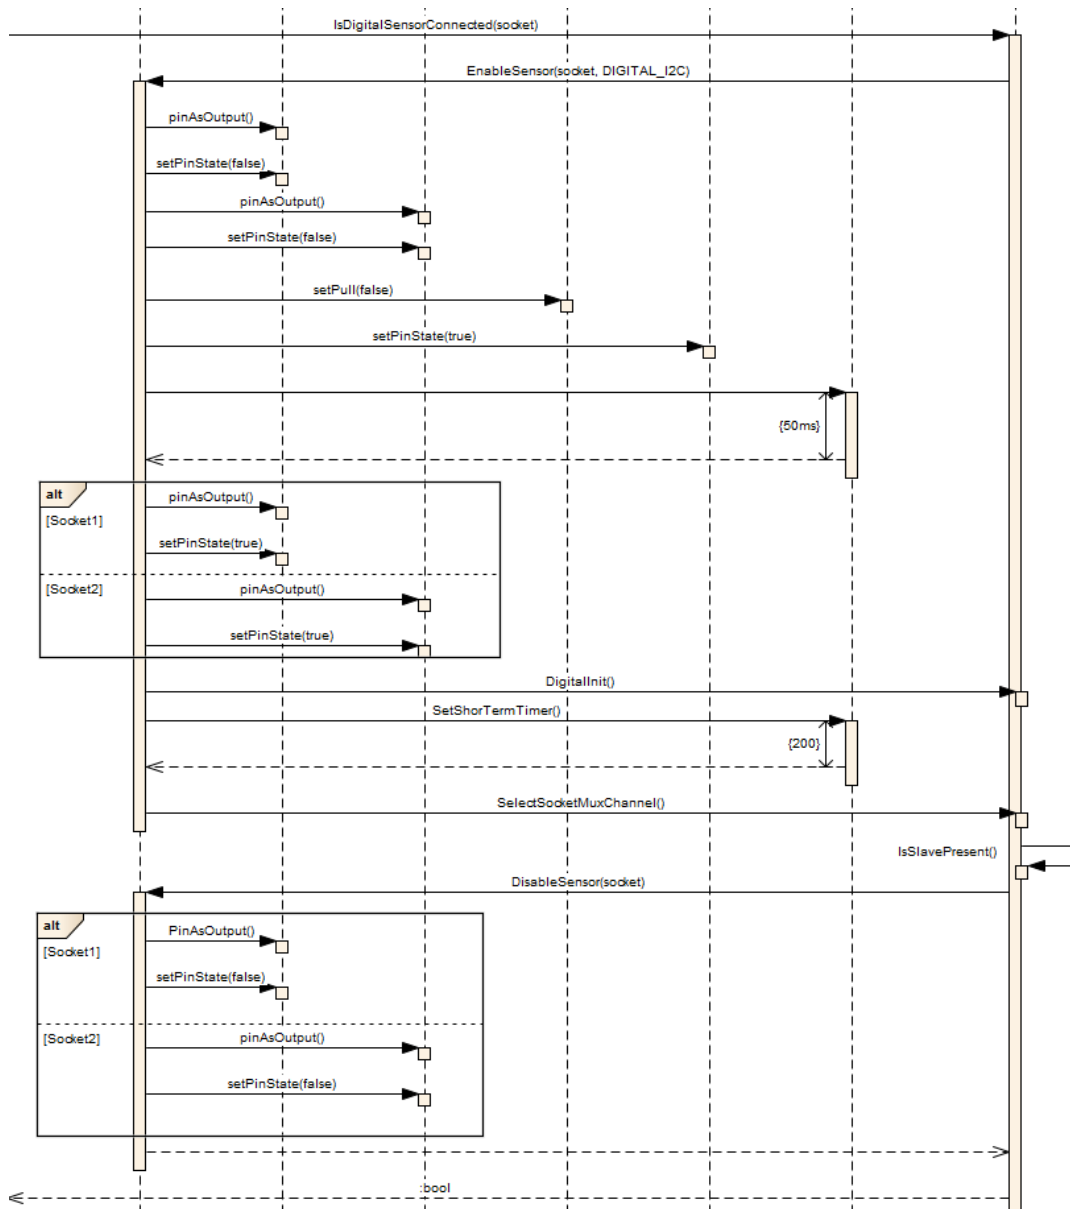 IsDigitalSensorConnected(socket)
EnableSensor(socket, DIGITAL_I2C)
pinAsOutput()
setPinState(false)
pinAsOutput()
setPinState(false)
setPull(false)
setPinState(true)
{50ms}
alt
pinAsOutput()
[Socket1]
setPinState(true)
[Socket2]
pinAsOutput()
setPinState(true)
DigitalInit()
SetShorTermTimer()
{200}
SelectSocketMuxChannel()
IsSlavePresent()
DisableSensor(socket)
alt
PinAsOutput()
[Socket1]
setPinState(false)
[Socket2]
pinAsOutput()
setPinState(false)
:bool